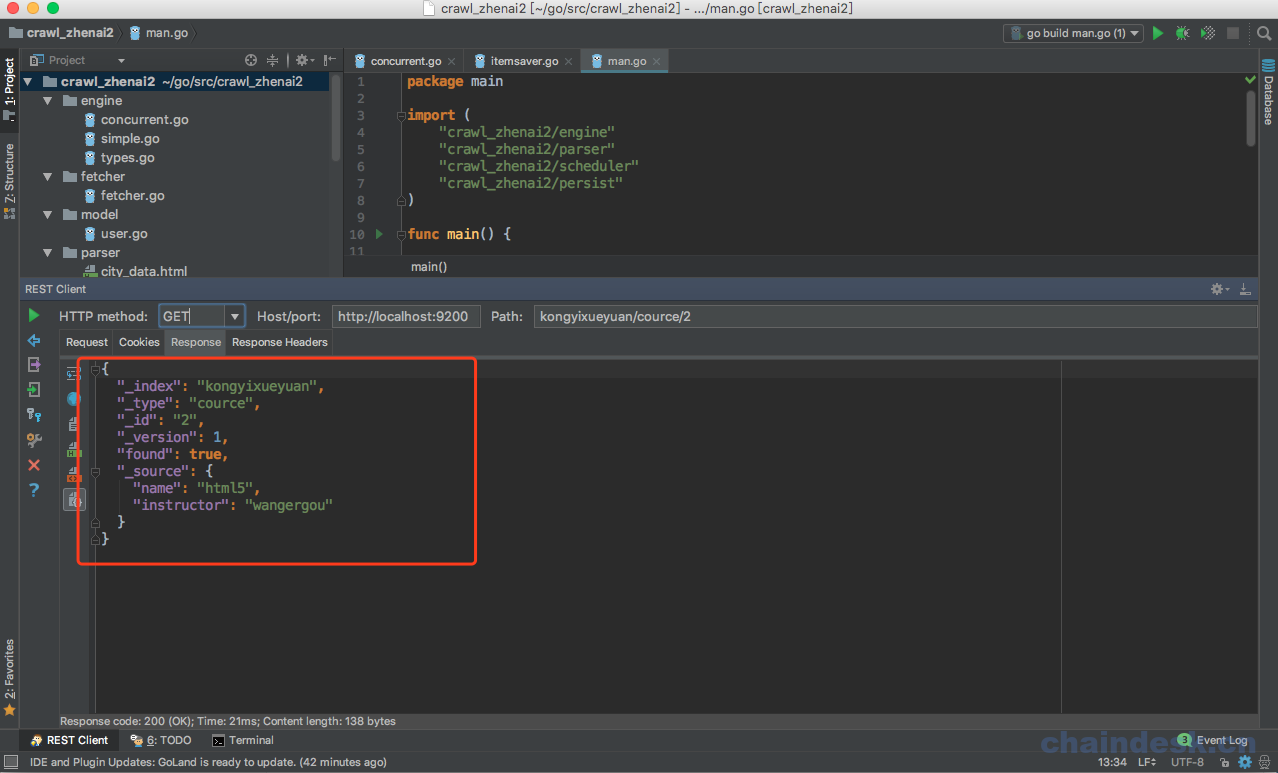 crawl_zhenai2 [~/go/src/crawl_zhenai2] - .../man.go [crawl_zhenai2]
crawl_zhenai2 man.go
go build man.go (1)
1: Project
7: Structure
2: Favorites
Database
Project
crawl_zhenai2 ~/go/src/crawl_zhenai2
engine
concurrent.go
simple.go
types.go
fetcher
fetcher.go
model
user.go
parser
city_data.html
concurrent.go itemsaver.go man.go
1 package main
2
3 import (
4 "crawl_zhenai2/engine"
5 "crawl_zhenai2/parser"
6 "crawl_zhenai2/scheduler"
7 "crawl_zhenai2/persist"
8 )
9
10 func main() {
11
main()
REST Client
HTTP method: GET Host/port: http://localhost:9200 Path: kongyixueyuan/cource/2
Request Cookies Response Response Headers
{
"_index": "kongyixueyuan",
"_type": "cource",
"_id": "2",
"_version": 1,
"found": true,
"_source": {
"name": "html5",
"instructor": "wangergou"
}
}
Response code: 200 (OK); Time: 21ms; Content length: 138 bytes
REST Client 6: TODO Terminal 3 Event Log
chaindesk.cn
IDE and Plugin Updates: GoLand is ready to update. (42 minutes ago) 13:34 LF UTF-8